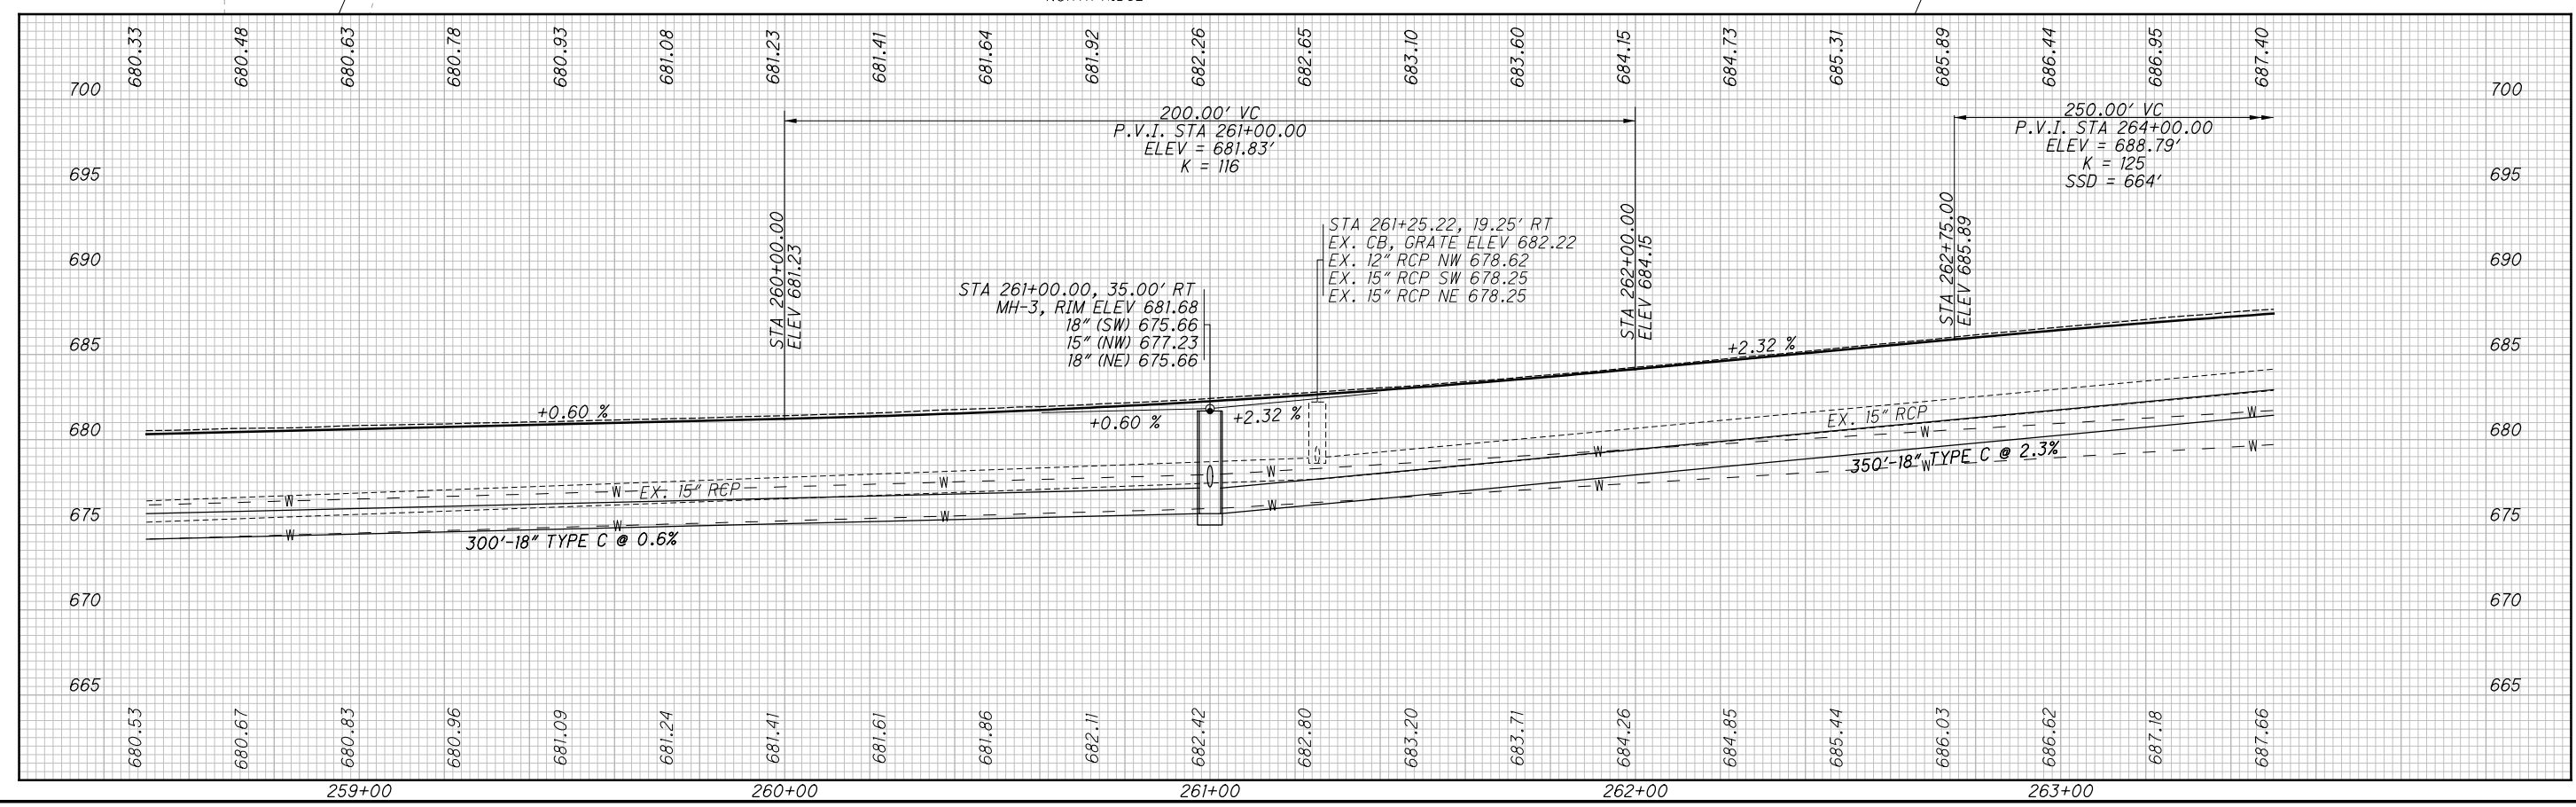 680.33 680.48 680.63 680.78 680.93 681.08 681.23 681.41 681.64 681.92 682.26 682.65 683.10 683.60 684.15 684.73 685.31 685.89 686.44 686.95 687.40
700 700
200.00' VC
P.V.I. STA 261+00.00
ELEV = 681.83'
K = 116
250.00' VC
P.V.I. STA 264+00.00
ELEV = 688.79'
K = 125
SSD = 664'
695 695
STA 260+00.00
ELEV 681.23
STA 261+25.22, 19.25' RT
EX. CB, GRATE ELEV 682.22
EX. 12" RCP NW 678.62
EX. 15" RCP SW 678.25
EX. 15" RCP NE 678.25
STA 262+00.00
ELEV 684.15
STA 262+75.00
ELEV 685.89
690 690
STA 261+00.00, 35.00' RT
MH-3, RIM ELEV 681.68
18" (SW) 675.66
15" (NW) 677.23
18" (NE) 675.66
685 685
+2.32 %
+0.60 %
+0.60 %
+2.32 %
680 680
EX. 15" RCP
W W W W W W
350'-18" TYPE C @ 2.3%
W W W W
EX. 15" RCP
W W W W
675 675
300'-18" TYPE C @ 0.6%
670 670
665 665
680.53 680.67 680.83 680.96 681.09 681.24 681.41 681.61 681.86 682.11 682.42 682.80 683.20 683.71 684.26 684.85 685.44 686.03 686.62 687.18 687.66
259+00 260+00 261+00 262+00 263+00